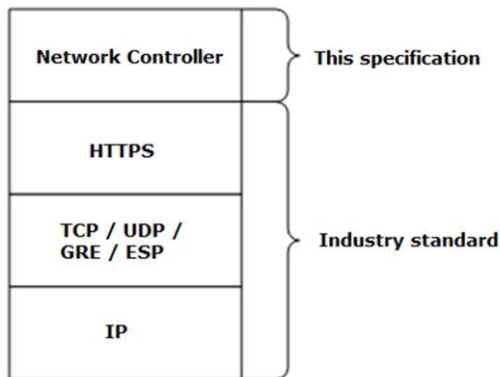 Network Controller
This specification
HTTPS
TCP / UDP /
GRE / ESP
Industry standard
IP